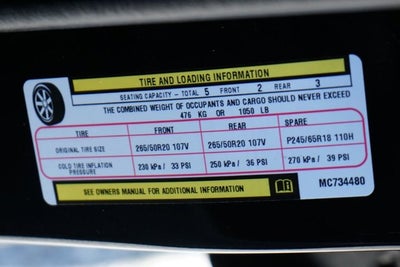 TIRE AND LOADING INFORMATION
SEATING CAPACITY - TOTAL 5 FRONT 2 REAR 3
THE COMBINED WEIGHT OF OCCUPANTS AND CARGO SHOULD NEVER EXCEED
476 KG OR 1050 LB
TIRE FRONT REAR SPARE
ORIGINAL TIRE SIZE 265/50R20 107V 265/50R20 107V P245/65R18 110H
COLD TIRE INFLATION PRESSURE 230 kPa / 33 PSI 250 kPa / 36 PSI 270 kPa / 39 PSI
SEE OWNERS MANUAL FOR ADDITIONAL INFORMATION MC734480